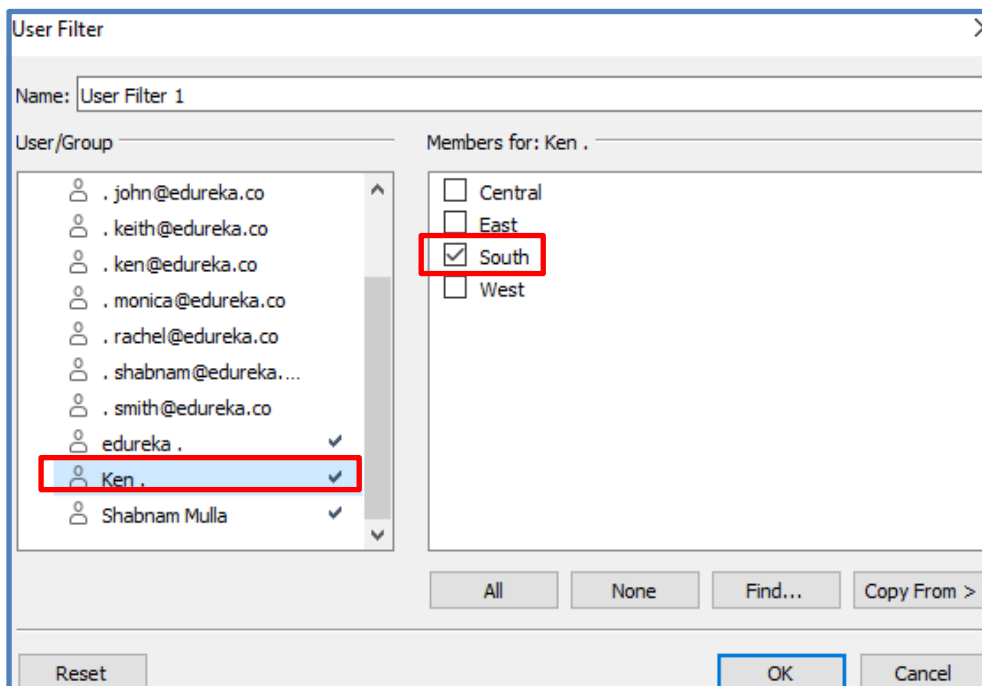 User Filter
Name: User Filter 1
User/Group
Members for: Ken .
. john@edureka.co
. keith@edureka.co
. ken@edureka.co
. monica@edureka.co
. rachel@edureka.co
. shabnam@edureka....
. smith@edureka.co
edureka .
Ken .
Shabnam Mulla
Central
East
South
West
All
None
Find...
Copy From >
Reset
OK
Cancel